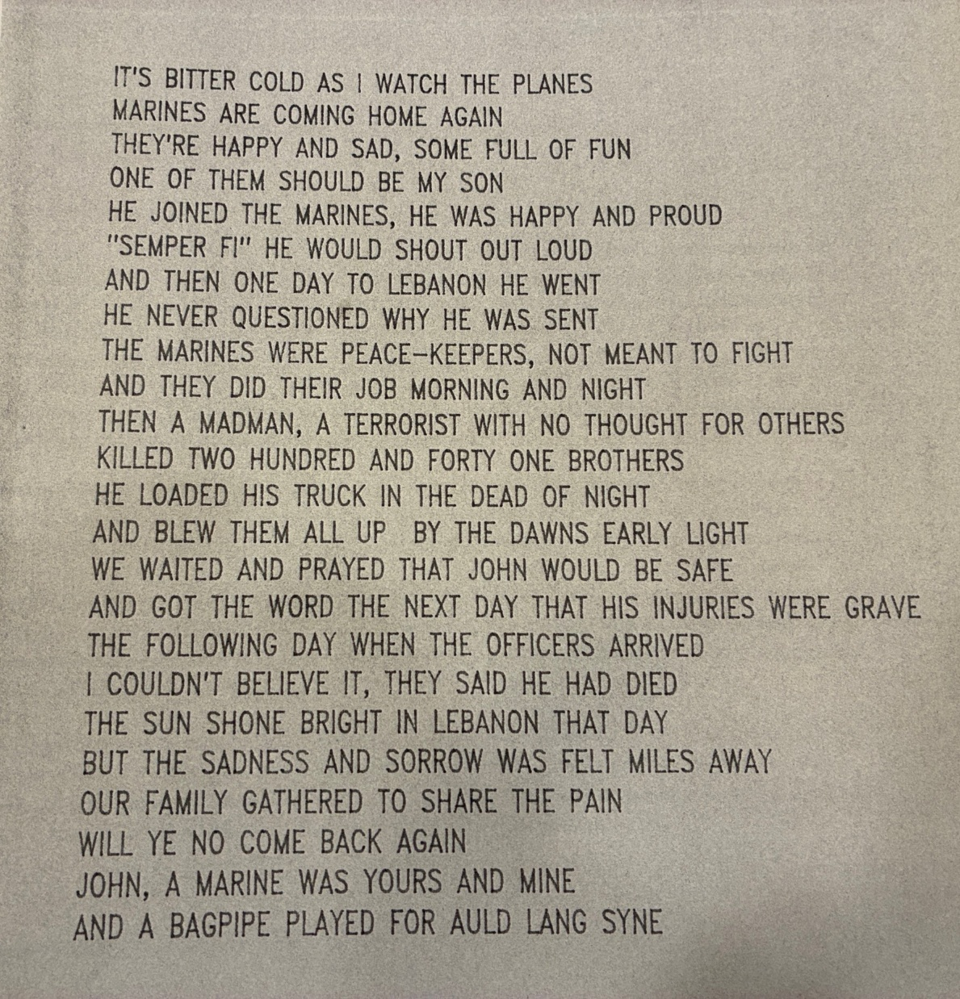 IT'S BITTER COLD AS I WATCH THE PLANES
MARINES ARE COMING HOME AGAIN
THEY'RE HAPPY AND SAD, SOME FULL OF FUN
ONE OF THEM SHOULD BE MY SON
HE JOINED THE MARINES, HE WAS HAPPY AND PROUD
"SEMPER FI" HE WOULD SHOUT OUT LOUD
AND THEN ONE DAY TO LEBANON HE WENT
HE NEVER QUESTIONED WHY HE WAS SENT
THE MARINES WERE PEACE-KEEPERS, NOT MEANT TO FIGHT
AND THEY DID THEIR JOB MORNING AND NIGHT
THEN A MADMAN, A TERRORIST WITH NO THOUGHT FOR OTHERS
KILLED TWO HUNDRED AND FORTY ONE BROTHERS
HE LOADED HIS TRUCK IN THE DEAD OF NIGHT
AND BLEW THEM ALL UP BY THE DAWNS EARLY LIGHT
WE WAITED AND PRAYED THAT JOHN WOULD BE SAFE
AND GOT THE WORD THE NEXT DAY THAT HIS INJURIES WERE GRAVE
THE FOLLOWING DAY WHEN THE OFFICERS ARRIVED
I COULDN'T BELIEVE IT, THEY SAID HE HAD DIED
THE SUN SHONE BRIGHT IN LEBANON THAT DAY
BUT THE SADNESS AND SORROW WAS FELT MILES AWAY
OUR FAMILY GATHERED TO SHARE THE PAIN
WILL YE NO COME BACK AGAIN
JOHN, A MARINE WAS YOURS AND MINE
AND A BAGPIPE PLAYED FOR AULD LANG SYNE